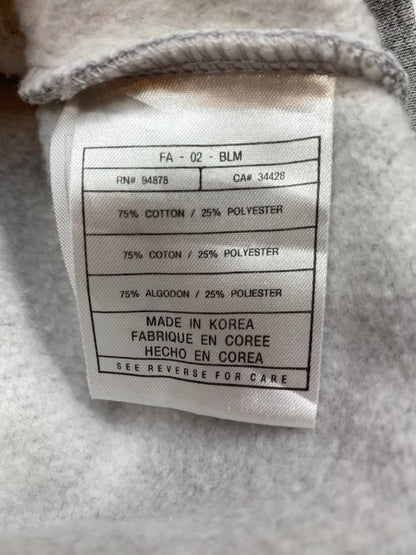 FA - 02 - BLM
RN# 94878 CA# 34428
75% COTTON / 25% POLYESTER
75% COTON / 25% POLYESTER
75% ALGODON / 25% POLIESTER
MADE IN KOREA
FABRIQUE EN COREE
HECHO EN COREA
SEE REVERSE FOR CARE